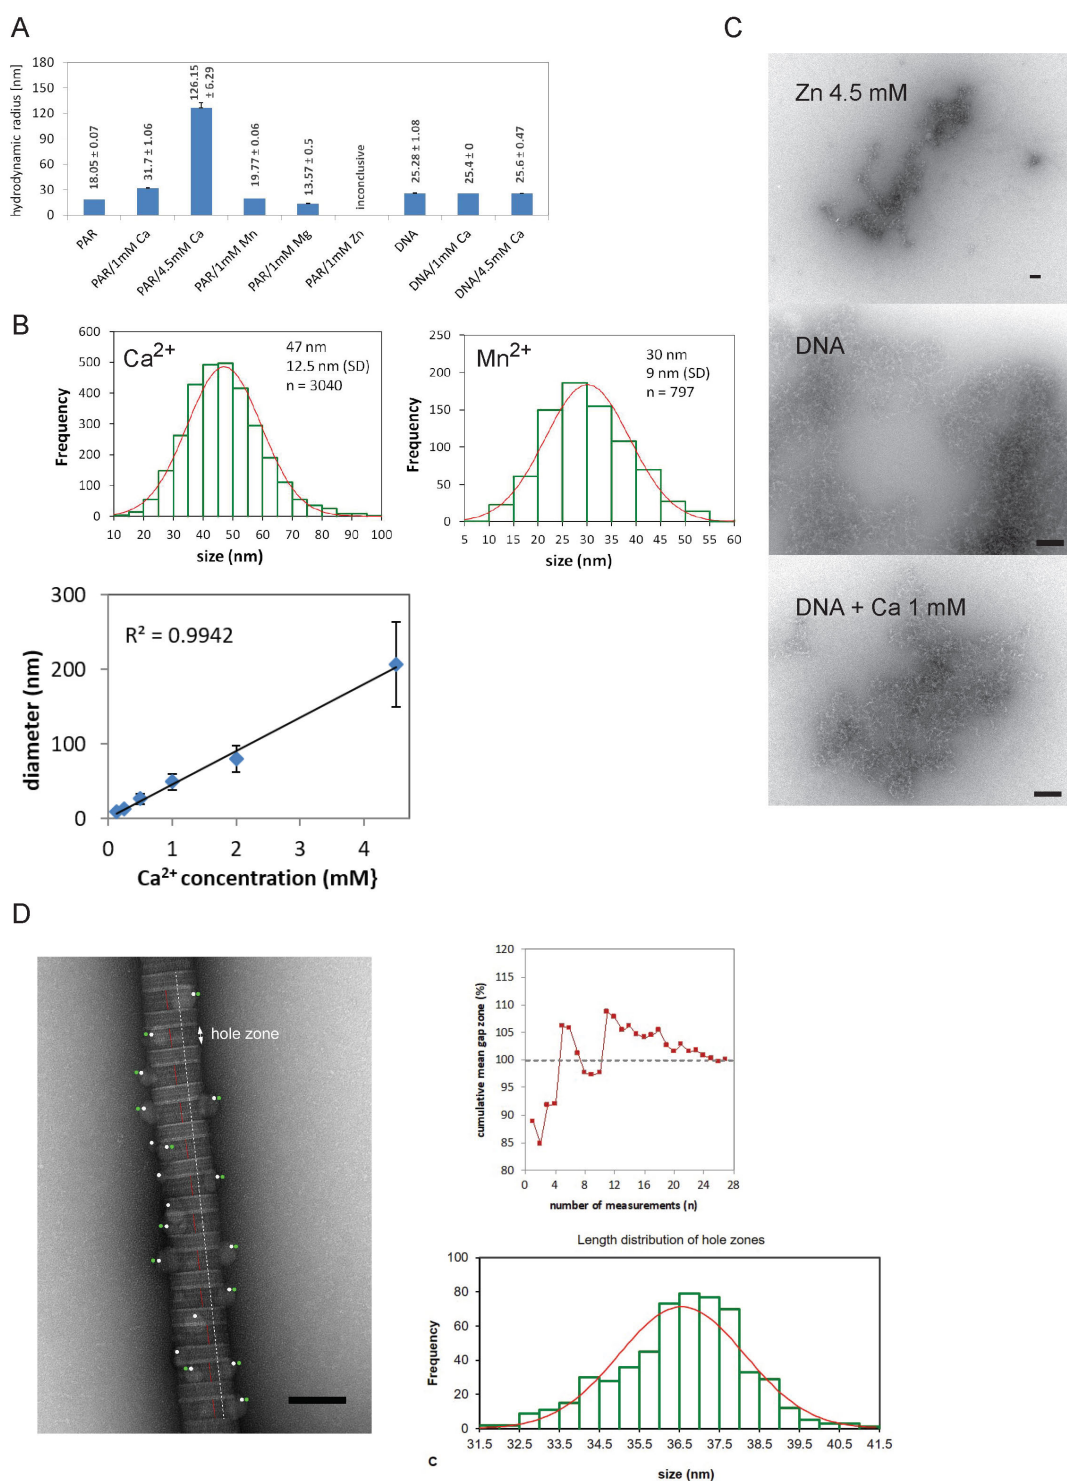 A
C
hydrodynamic radius [nm]
180
150
120
90
60
30
0
18.05 ± 0.07
31.7 ± 1.06
126.15
± 6.29
19.77 ± 0.06
13.57 ± 0.5
inconclusive
25.28 ± 1.08
25.4 ± 0
25.6 ± 0.47
PAR
PAR/1mM Ca
PAR/4.5mM Ca
PAR/1mM Mn
PAR/1mM Mg
PAR/1mM Zn
DNA
DNA/1mM Ca
DNA/4.5mM Ca
Zn 4.5 mM
DNA
DNA + Ca 1 mM
B
Ca²⁺
47 nm
12.5 nm (SD)
n = 3040
Frequency
600
500
400
300
200
100
0
10 20 30 40 50 60 70 80 90 100
size (nm)
Mn²⁺
30 nm
9 nm (SD)
n = 797
Frequency
250
200
150
100
50
0
5 10 15 20 25 30 35 40 45 50 55 60
size (nm)
R² = 0.9942
diameter (nm)
300
200
100
0
0 1 2 3 4
Ca²⁺ concentration (mM}
D
hole zone
cumulative mean gap zone (%)
120
115
110
105
100
95
90
85
80
0 4 8 12 16 20 24 28
number of measurements (n)
Length distribution of hole zones
Frequency
100
80
60
40
20
0
31.5 32.5 33.5 34.5 35.5 36.5 37.5 38.5 39.5 40.5 41.5
c
size (nm)